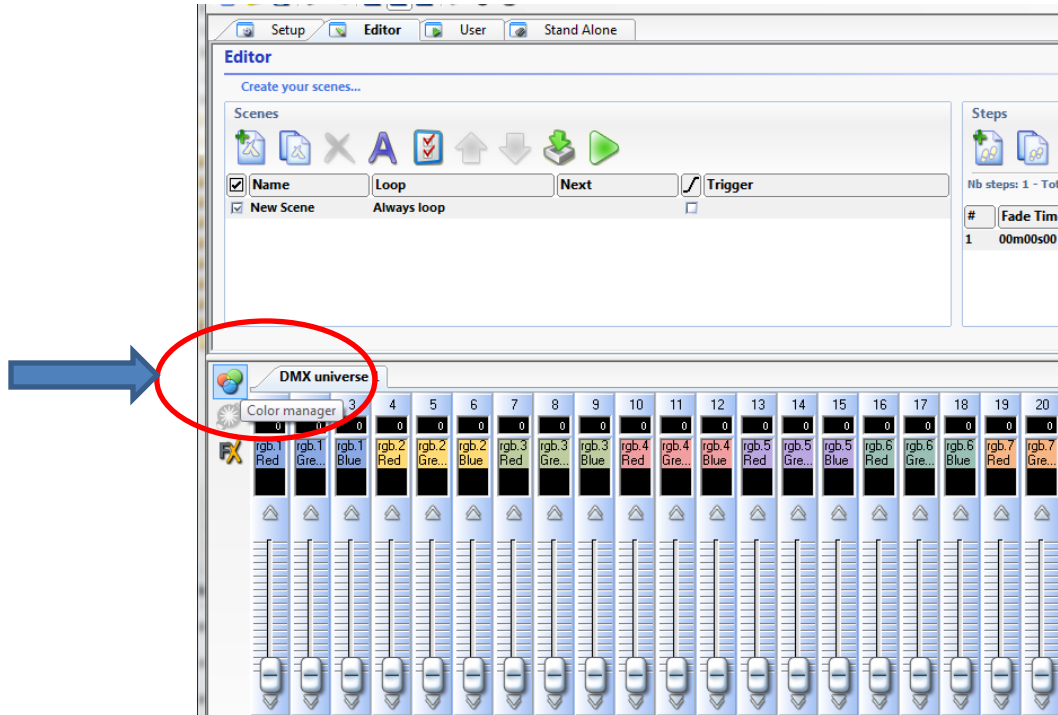 Setup Editor User Stand Alone
Editor
Create your scenes...
Scenes Steps
A
Nb steps: 1 - Tot
Name Loop Next Trigger
# Fade Tim
New Scene Always loop
1 00m00s00
DMX universe
Color manager 3 4 5 6 7 8 9 10 11 12 13 14 15 16 17 18 19 20
0 0 0 0 0 0 0 0 0 0 0 0 0 0 0 0 0 0 0 0
FX rgb.1 rgb.1 rgb.1 rgb.2 rgb.2 rgb.2 rgb.3 rgb.3 rgb.3 rgb.4 rgb.4 rgb.4 rgb.5 rgb.5 rgb.5 rgb.6 rgb.6 rgb.6 rgb.7 rgb.7
Red Gre... Blue Red Gre... Blue Red Gre... Blue Red Gre... Blue Red Gre... Blue Red Gre... Blue Red Gre...